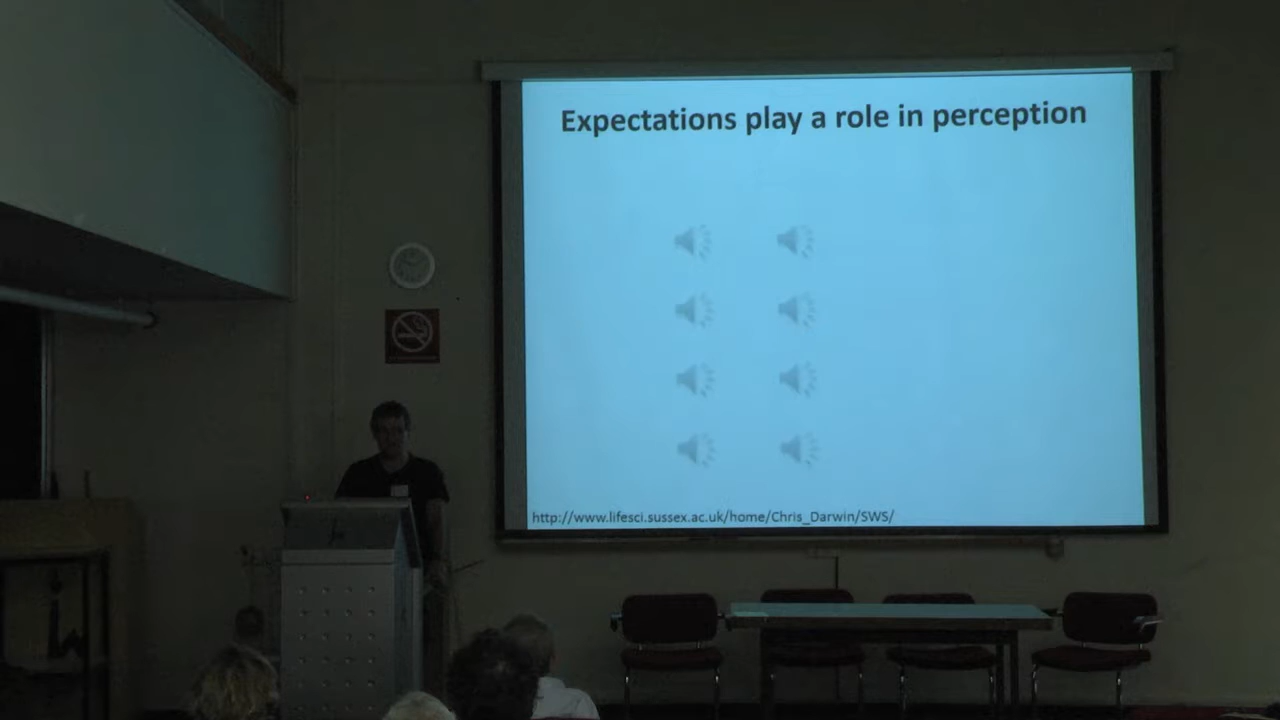 Expectations play a role in perception
http://www.lifesci.sussex.ac.uk/home/Chris_Darwin/SWS/